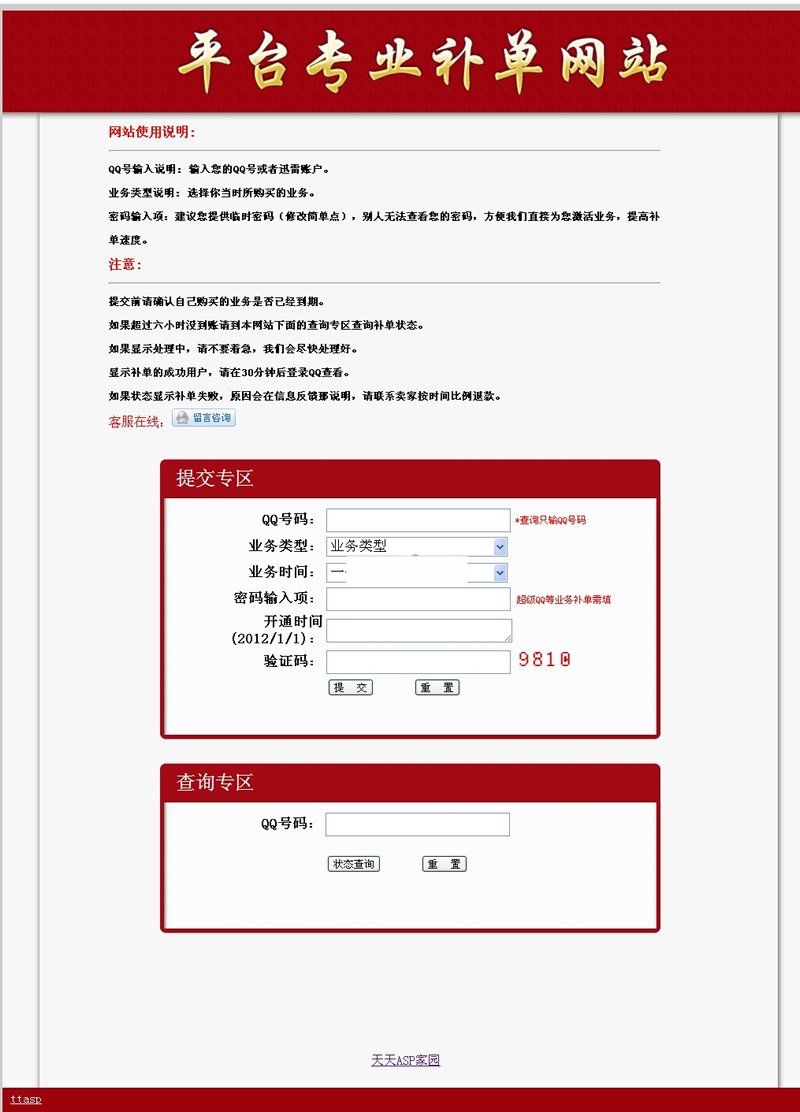 平台专业补单网站
网站使用说明：
QQ号输入说明：输入您的QQ号或者迅雷账户。
业务类型说明：选择你当时所购买的业务。
密码输入项：建议您提供临时密码（修改简单点），别人无法查看您的密码，方便我们直接为您激活业务，提高补
单速度。
注意：
提交前请确认自己购买的业务是否已经到期。
如果超过六小时没到账请到本网站下面的查询专区查询补单状态。
如果显示处理中，请不要着急，我们会尽快处理好。
显示补单的成功用户，请在30分钟后登录QQ查看。
如果状态显示补单失败，原因会在信息反馈那说明，请联系卖家按时间比例退款。
客服在线： 留言咨询
提交专区
QQ号码： *查询只输QQ号码
业务类型： 业务类型
业务时间： 一
密码输入项： 超级QQ等业务补单需填
开通时间
(2012/1/1)：
验证码： 9810
提 交 重 置
查询专区
QQ号码：
状态查询 重 置
天天ASP家园
ttasp